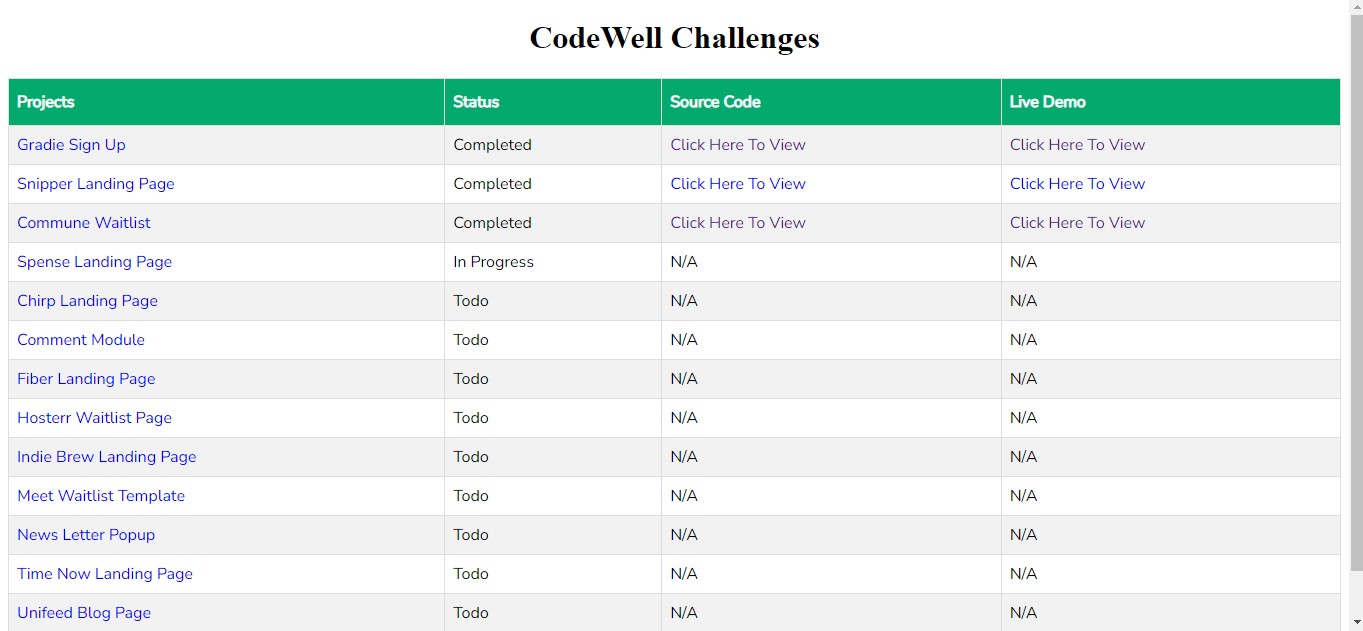 CodeWell Challenges
Projects Status Source Code Live Demo
Gradie Sign Up Completed Click Here To View Click Here To View
Snipper Landing Page Completed Click Here To View Click Here To View
Commune Waitlist Completed Click Here To View Click Here To View
Spense Landing Page In Progress N/A N/A
Chirp Landing Page Todo N/A N/A
Comment Module Todo N/A N/A
Fiber Landing Page Todo N/A N/A
Hosterr Waitlist Page Todo N/A N/A
Indie Brew Landing Page Todo N/A N/A
Meet Waitlist Template Todo N/A N/A
News Letter Popup Todo N/A N/A
Time Now Landing Page Todo N/A N/A
Unifeed Blog Page Todo N/A N/A